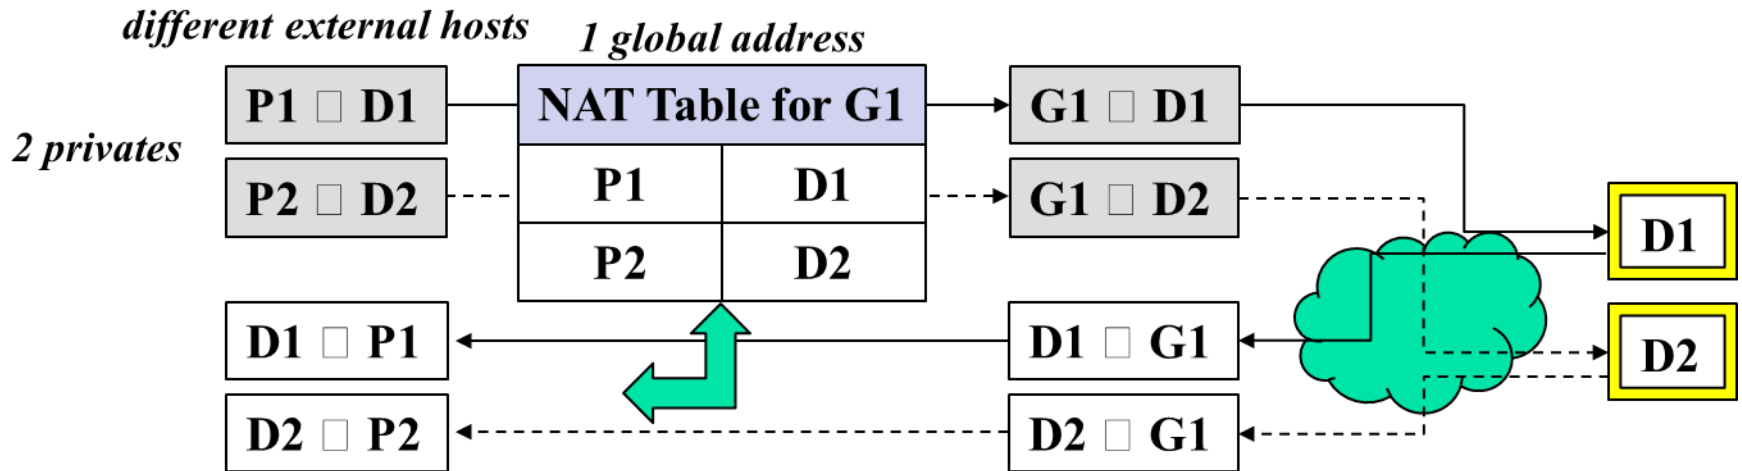 different external hosts
1 global address
2 privates
P1 □ D1
P2 □ D2
NAT Table for G1
P1 D1
P2 D2
G1 □ D1
G1 □ D2
D1
D2
D1 □ P1
D2 □ P2
D1 □ G1
D2 □ G1